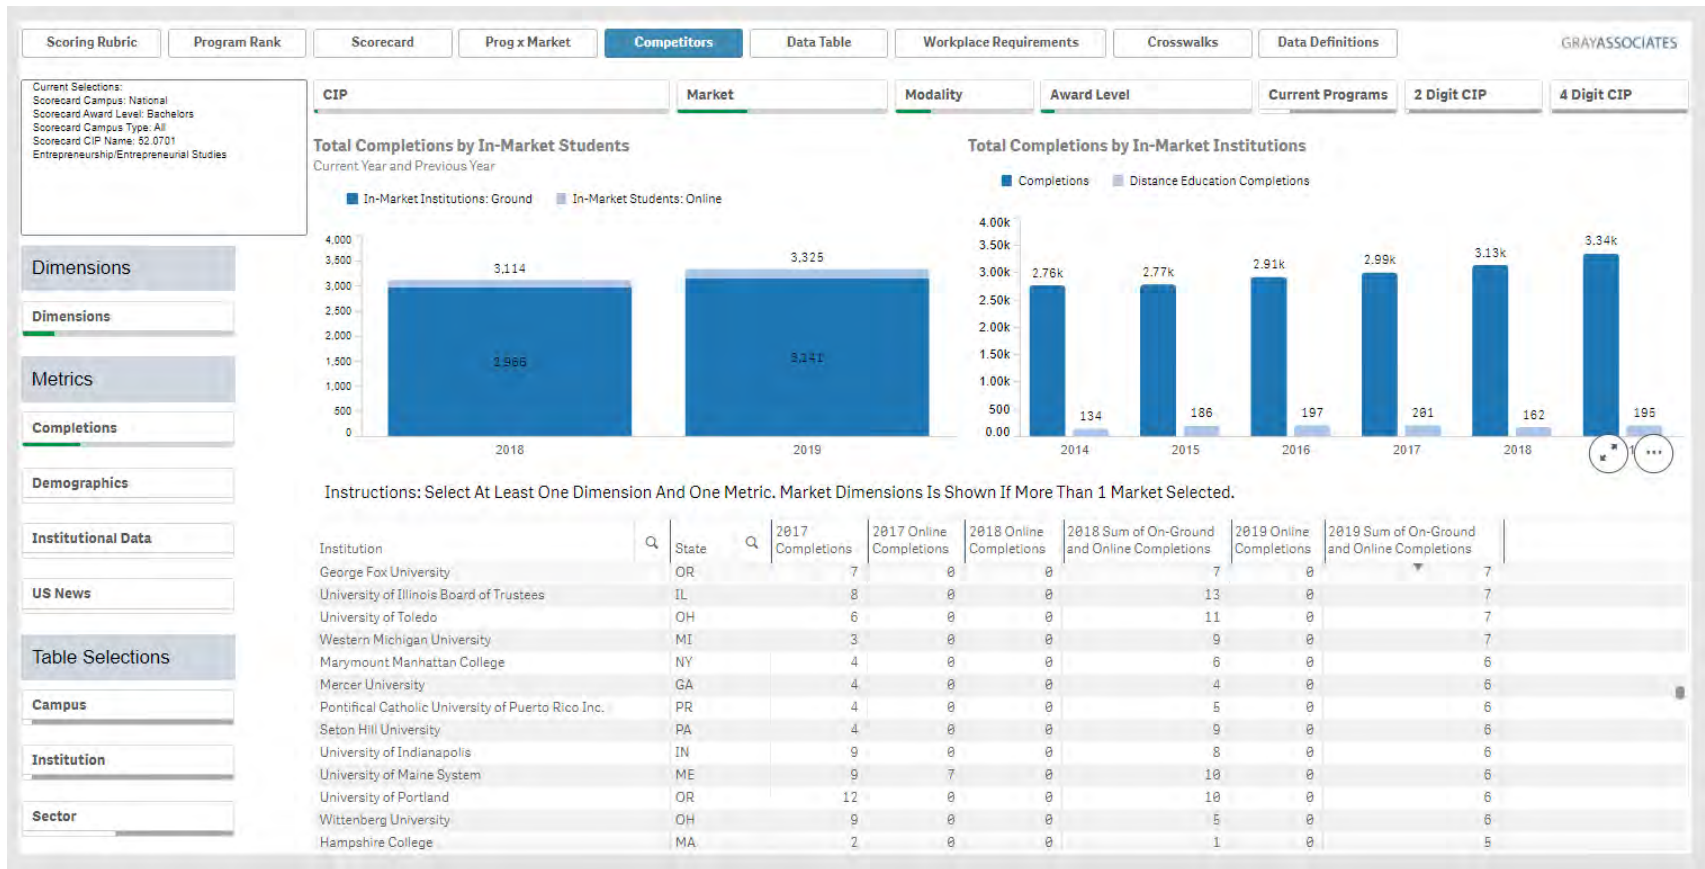 Scoring Rubric
Program Rank
Scorecard
Prog x Market
Competitors
Data Table
Workplace Requirements
Crosswalks
Data Definitions
GRAYASSOCIATES
Current Selections:
Scorecard Campus: National
Scorecard Award Level: Bachelors
Scorecard Campus Type: All
Scorecard CIP Name: 52.0701
Entrepreneurship/Entrepreneurial Studies
CIP
Market
Modality
Award Level
Current Programs
2 Digit CIP
4 Digit CIP
Dimensions
Dimensions
Metrics
Completions
Demographics
Institutional Data
US News
Table Selections
Campus
Institution
Sector
Total Completions by In-Market Students
Current Year and Previous Year
In-Market Institutions: Ground
In-Market Students: Online
4,000
3,500
3,000
2,500
2,000
1,500
1,000
500
0
3,114
2,966
3,325
3,141
2018
2019
Total Completions by In-Market Institutions
Completions
Distance Education Completions
4.00k
3.50k
3.00k
2.50k
2.00k
1.50k
1.00k
500
0.00
2.76k
134
2.77k
186
2.91k
197
2.99k
201
3.13k
162
3.34k
195
2014
2015
2016
2017
2018
Instructions: Select At Least One Dimension And One Metric. Market Dimensions Is Shown If More Than 1 Market Selected.
Institution State 2017 Completions 2017 Online Completions 2018 Online Completions 2018 Sum of On-Ground and Online Completions 2019 Online Completions 2019 Sum of On-Ground and Online Completions
George Fox University OR 7 0 0 7 0 7
University of Illinois Board of Trustees IL 8 0 0 13 0 7
University of Toledo OH 6 0 0 11 0 7
Western Michigan University MI 3 0 0 9 0 7
Marymount Manhattan College NY 4 0 0 6 0 6
Mercer University GA 4 0 0 4 0 6
Pontifical Catholic University of Puerto Rico Inc. PR 4 0 0 5 0 6
Seton Hill University PA 4 0 0 9 0 6
University of Indianapolis IN 9 0 0 8 0 6
University of Maine System ME 9 7 0 10 0 6
University of Portland OR 12 0 0 10 0 6
Wittenberg University OH 9 0 0 5 0 6
Hampshire College MA 2 0 0 1 0 5